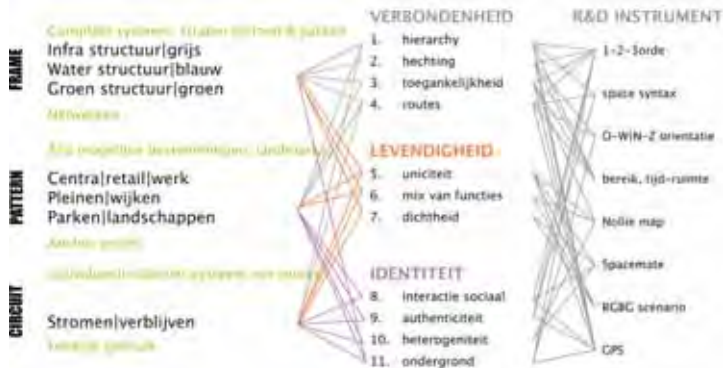 FRAME
Infra structuur|grijs
Water structuur|blauw
Groen structuur|groen
Netwerken
PATTERN
Centra|retail|werk
Pleinen|wijken
Parken|landschappen
CIRCUIT
Stromen|verblijven
VERBONDENHEID
1. hierarchy
2. hechting
3. toegankelijkheid
4. routes
LEVENDIGHEID
5. uniciteit
6. mix van functies
7. dichtheid
IDENTITEIT
8. interactie sociaal
9. authenticiteit
10. heterogeniteit
11. ondergrond
R&D INSTRUMENT
1-2-3orde
space syntax
O-WIN-Z orientatie
bereik, tijd-ruimte
Nollie map
Spacemate
RGBG scenario
GPS